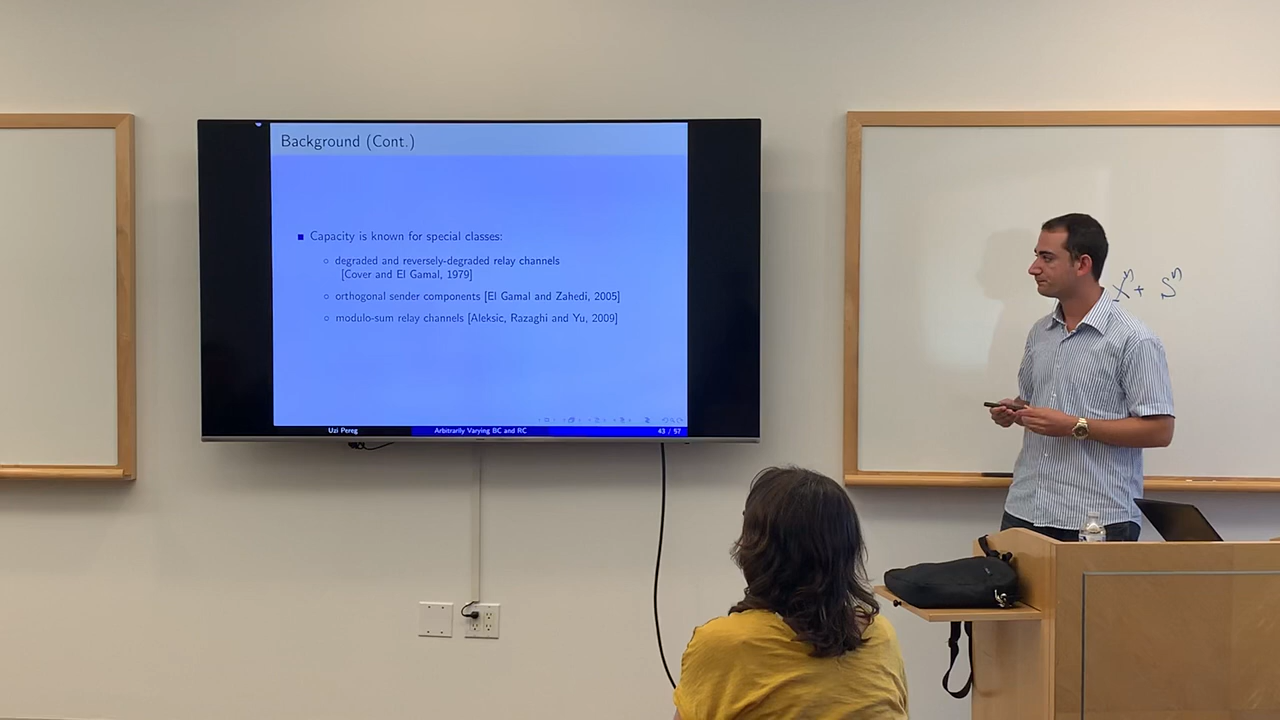 Background (Cont.)
Capacity is known for special classes:
degraded and reversely-degraded relay channels
[Cover and El Gamal, 1979]
orthogonal sender components [El Gamal and Zahedi, 2005]
modulo-sum relay channels [Aleksic, Razaghi and Yu, 2009]
Uzi Pereg Arbitrarily Varying BC and RC 43 / 57
X^n + S^n